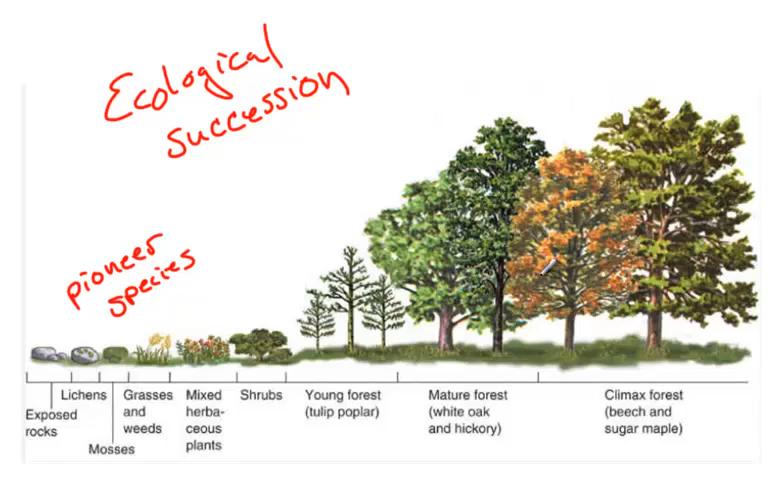 Ecological
succession
pioneer
species
Exposed
rocks
Lichens
Mosses
Grasses
and
weeds
Mixed
herba-
ceous
plants
Shrubs
Young forest
(tulip poplar)
Mature forest
(white oak
and hickory)
Climax forest
(beech and
sugar maple)